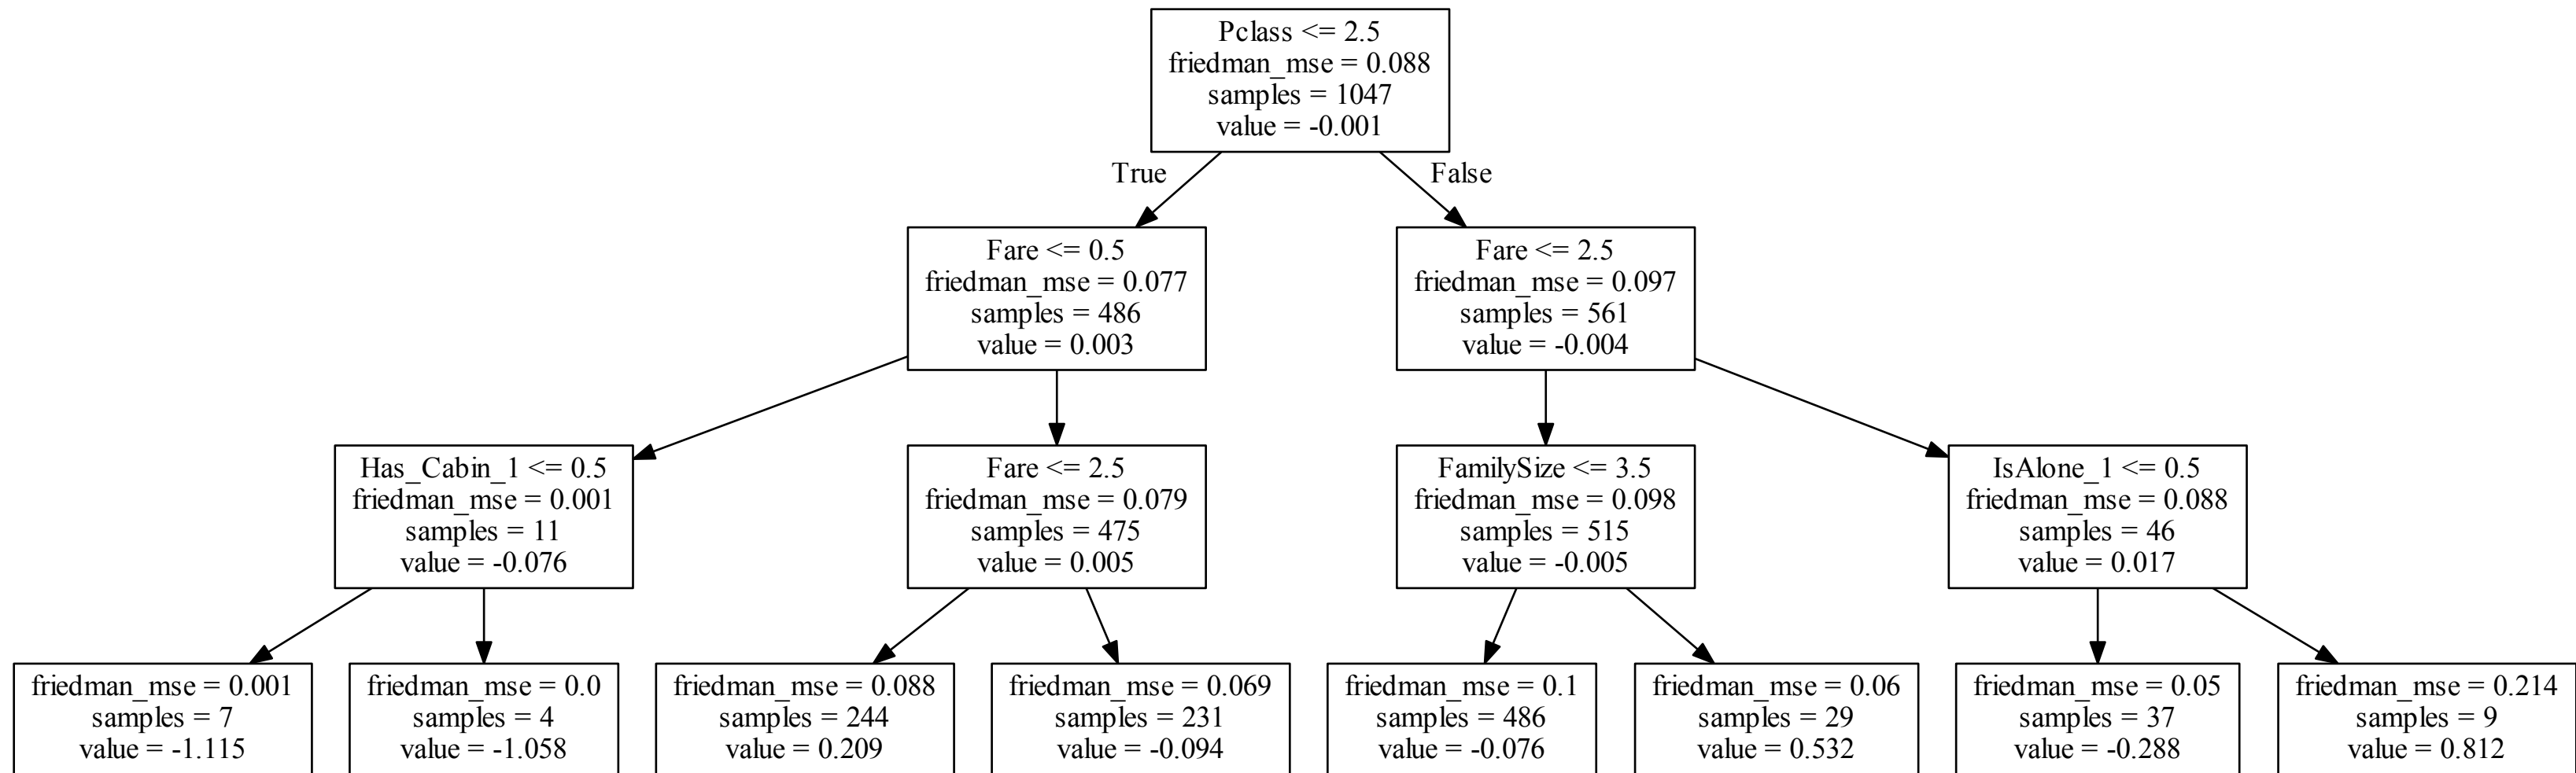 Pclass <= 2.5
friedman_mse = 0.088
samples = 1047
value = -0.001
True
False
Fare <= 0.5
friedman_mse = 0.077
samples = 486
value = 0.003
Fare <= 2.5
friedman_mse = 0.097
samples = 561
value = -0.004
Has_Cabin_1 <= 0.5
friedman_mse = 0.001
samples = 11
value = -0.076
Fare <= 2.5
friedman_mse = 0.079
samples = 475
value = 0.005
FamilySize <= 3.5
friedman_mse = 0.098
samples = 515
value = -0.005
IsAlone_1 <= 0.5
friedman_mse = 0.088
samples = 46
value = 0.017
friedman_mse = 0.001
samples = 7
value = -1.115
friedman_mse = 0.0
samples = 4
value = -1.058
friedman_mse = 0.088
samples = 244
value = 0.209
friedman_mse = 0.069
samples = 231
value = -0.094
friedman_mse = 0.1
samples = 486
value = -0.076
friedman_mse = 0.06
samples = 29
value = 0.532
friedman_mse = 0.05
samples = 37
value = -0.288
friedman_mse = 0.214
samples = 9
value = 0.812